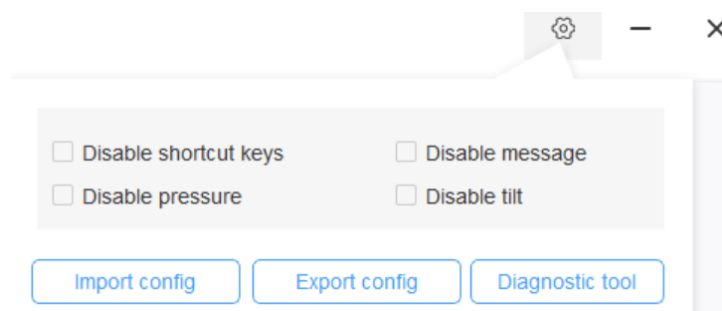 Disable shortcut keys
Disable message
Disable pressure
Disable tilt
Import config
Export config
Diagnostic tool